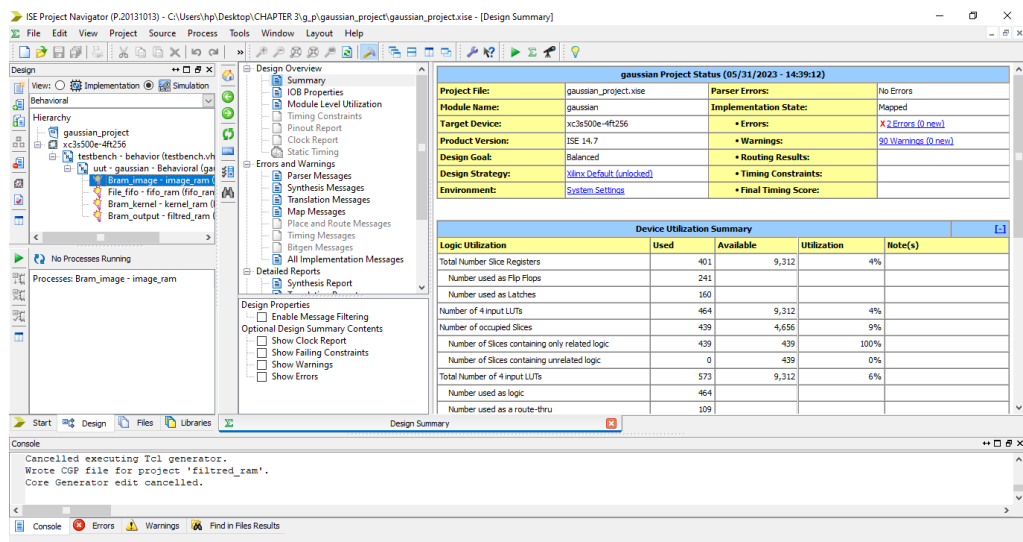 ISE Project Navigator (P.20131013) - C:\Users\hp\Desktop\CHAPTER 3\g_p\gaussian_project\gaussian_project.xise - [Design Summary]
File Edit View Project Source Process Tools Window Layout Help
Design
View: Implementation Simulation
Behavioral
Hierarchy
gaussian_project
xc3s500e-4ft256
testbench - behavior (testbench.vh
uut - gaussian - Behavioral (gau
Bram_image - image_ram (
File_fifo - fifo_ram (fifo_ran
Bram_kernel - kernel_ram (
Bram_output - filtred_ram (
No Processes Running
Processes: Bram_image - image_ram
Start Design Files Libraries
Design Overview
Summary
IOB Properties
Module Level Utilization
Timing Constraints
Pinout Report
Clock Report
Static Timing
Errors and Warnings
Parser Messages
Synthesis Messages
Translation Messages
Map Messages
Place and Route Messages
Timing Messages
Bitgen Messages
All Implementation Messages
Detailed Reports
Synthesis Report
Design Properties
Enable Message Filtering
Optional Design Summary Contents
Show Clock Report
Show Failing Constraints
Show Warnings
Show Errors
gaussian Project Status (05/31/2023 - 14:39:12)
Project File: gaussian_project.xise Parser Errors: No Errors
Module Name: gaussian Implementation State: Mapped
Target Device: xc3s500e-4ft256 • Errors: X 2 Errors (0 new)
Product Version: ISE 14.7 • Warnings: 90 Warnings (0 new)
Design Goal: Balanced • Routing Results:
Design Strategy: Xilinx Default (unlocked) • Timing Constraints:
Environment: System Settings • Final Timing Score:
Device Utilization Summary [-]
Logic Utilization Used Available Utilization Note(s)
Total Number Slice Registers 401 9,312 4%
Number used as Flip Flops 241
Number used as Latches 160
Number of 4 input LUTs 464 9,312 4%
Number of occupied Slices 439 4,656 9%
Number of Slices containing only related logic 439 439 100%
Number of Slices containing unrelated logic 0 439 0%
Total Number of 4 input LUTs 573 9,312 6%
Number used as logic 464
Number used as a route-thru 109
Design Summary
Console
Cancelled executing Tcl generator.
Wrote CGP file for project 'filtred_ram'.
Core Generator edit cancelled.
Console Errors Warnings Find in Files Results